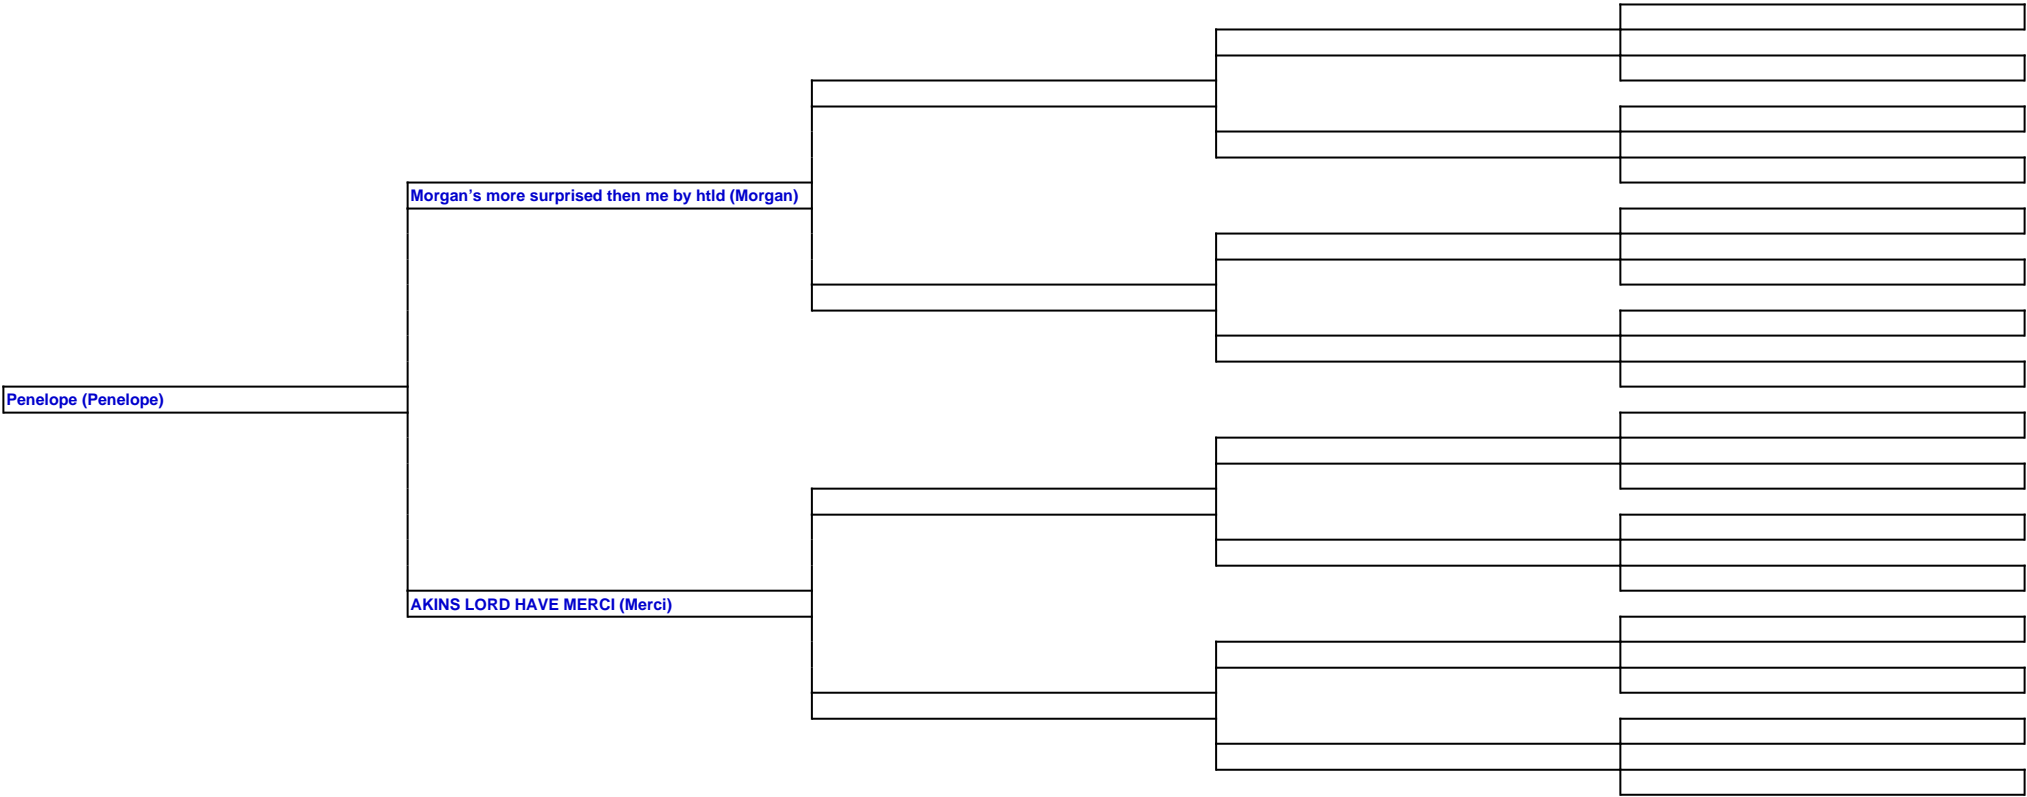 Morgan’s more surprised then me by htld (Morgan)
Penelope (Penelope)
AKINS LORD HAVE MERCI (Merci)